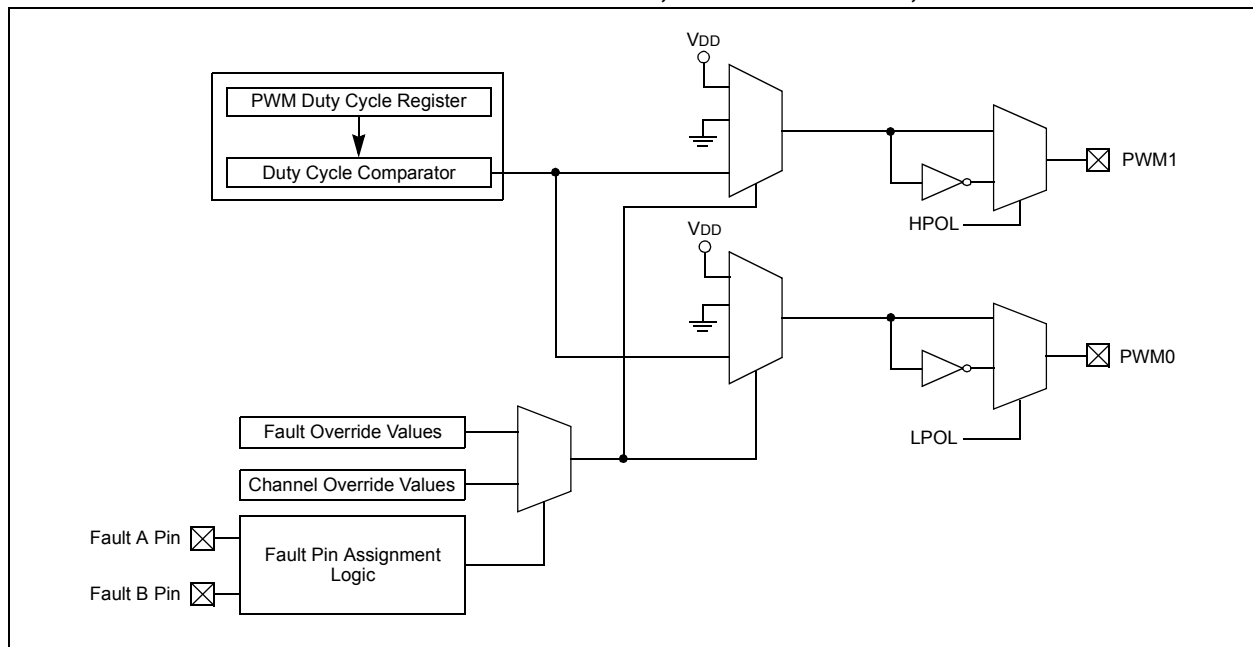 VDD
PWM Duty Cycle Register
Duty Cycle Comparator
PWM1
HPOL
VDD
PWM0
LPOL
Fault Override Values
Channel Override Values
Fault A Pin
Fault B Pin
Fault Pin Assignment
Logic